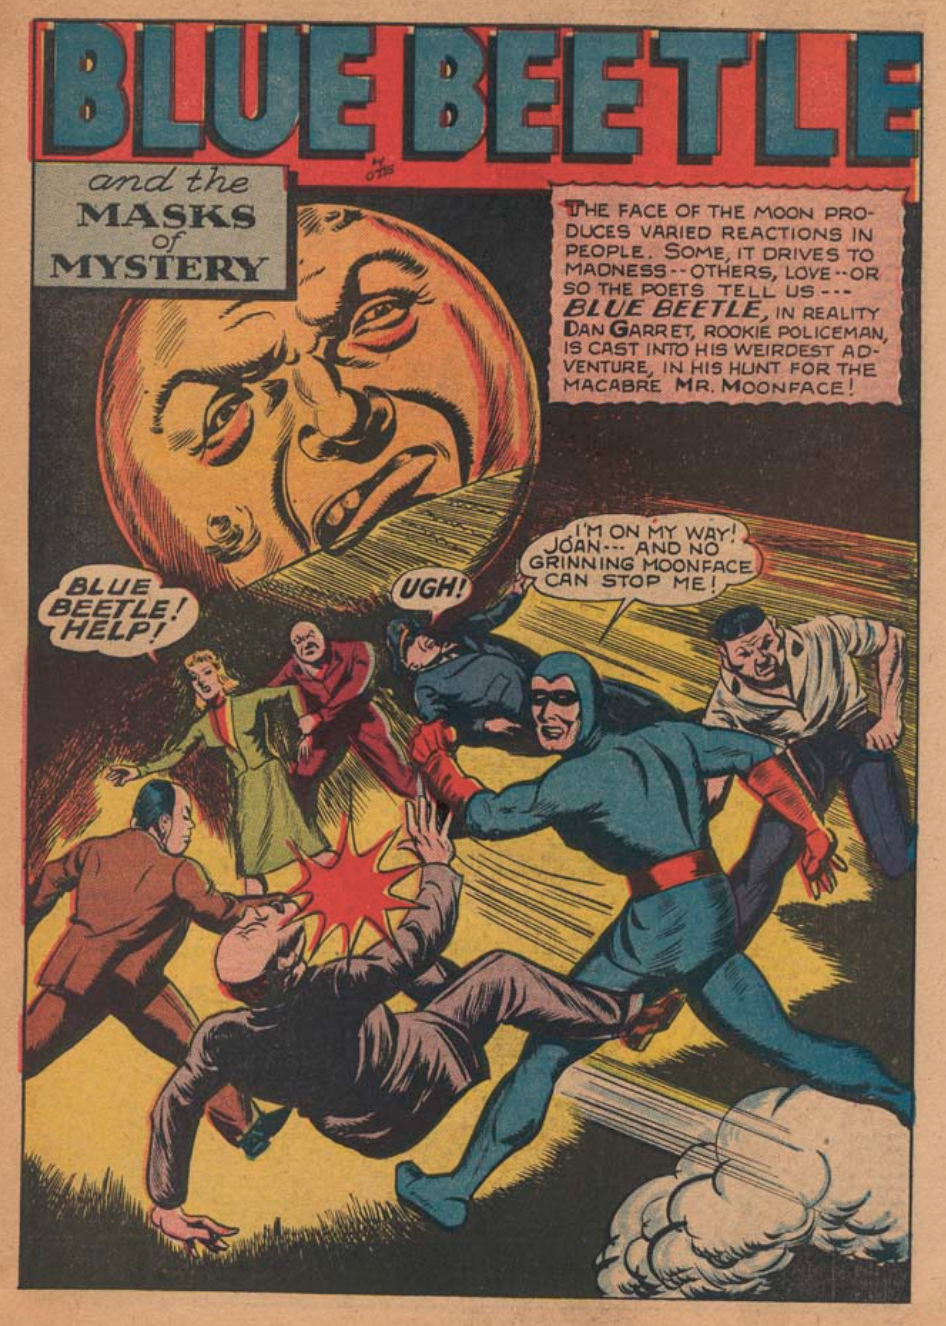 BLUE BEETLE
by
OTIS
and the
MASKS
of
MYSTERY
THE FACE OF THE MOON PRO-
DUCES VARIED REACTIONS IN
PEOPLE. SOME, IT DRIVES TO
MADNESS--OTHERS, LOVE--OR
SO THE POETS TELL US---
BLUE BEETLE, IN REALITY
DAN GARRET, ROOKIE POLICEMAN,
IS CAST INTO HIS WEIRDEST AD-
VENTURE, IN HIS HUNT FOR THE
MACABRE MR. MOONFACE!
BLUE
BEETLE!
HELP!
UGH!
I'M ON MY WAY!
JOAN--- AND NO
GRINNING MOONFACE
CAN STOP ME!